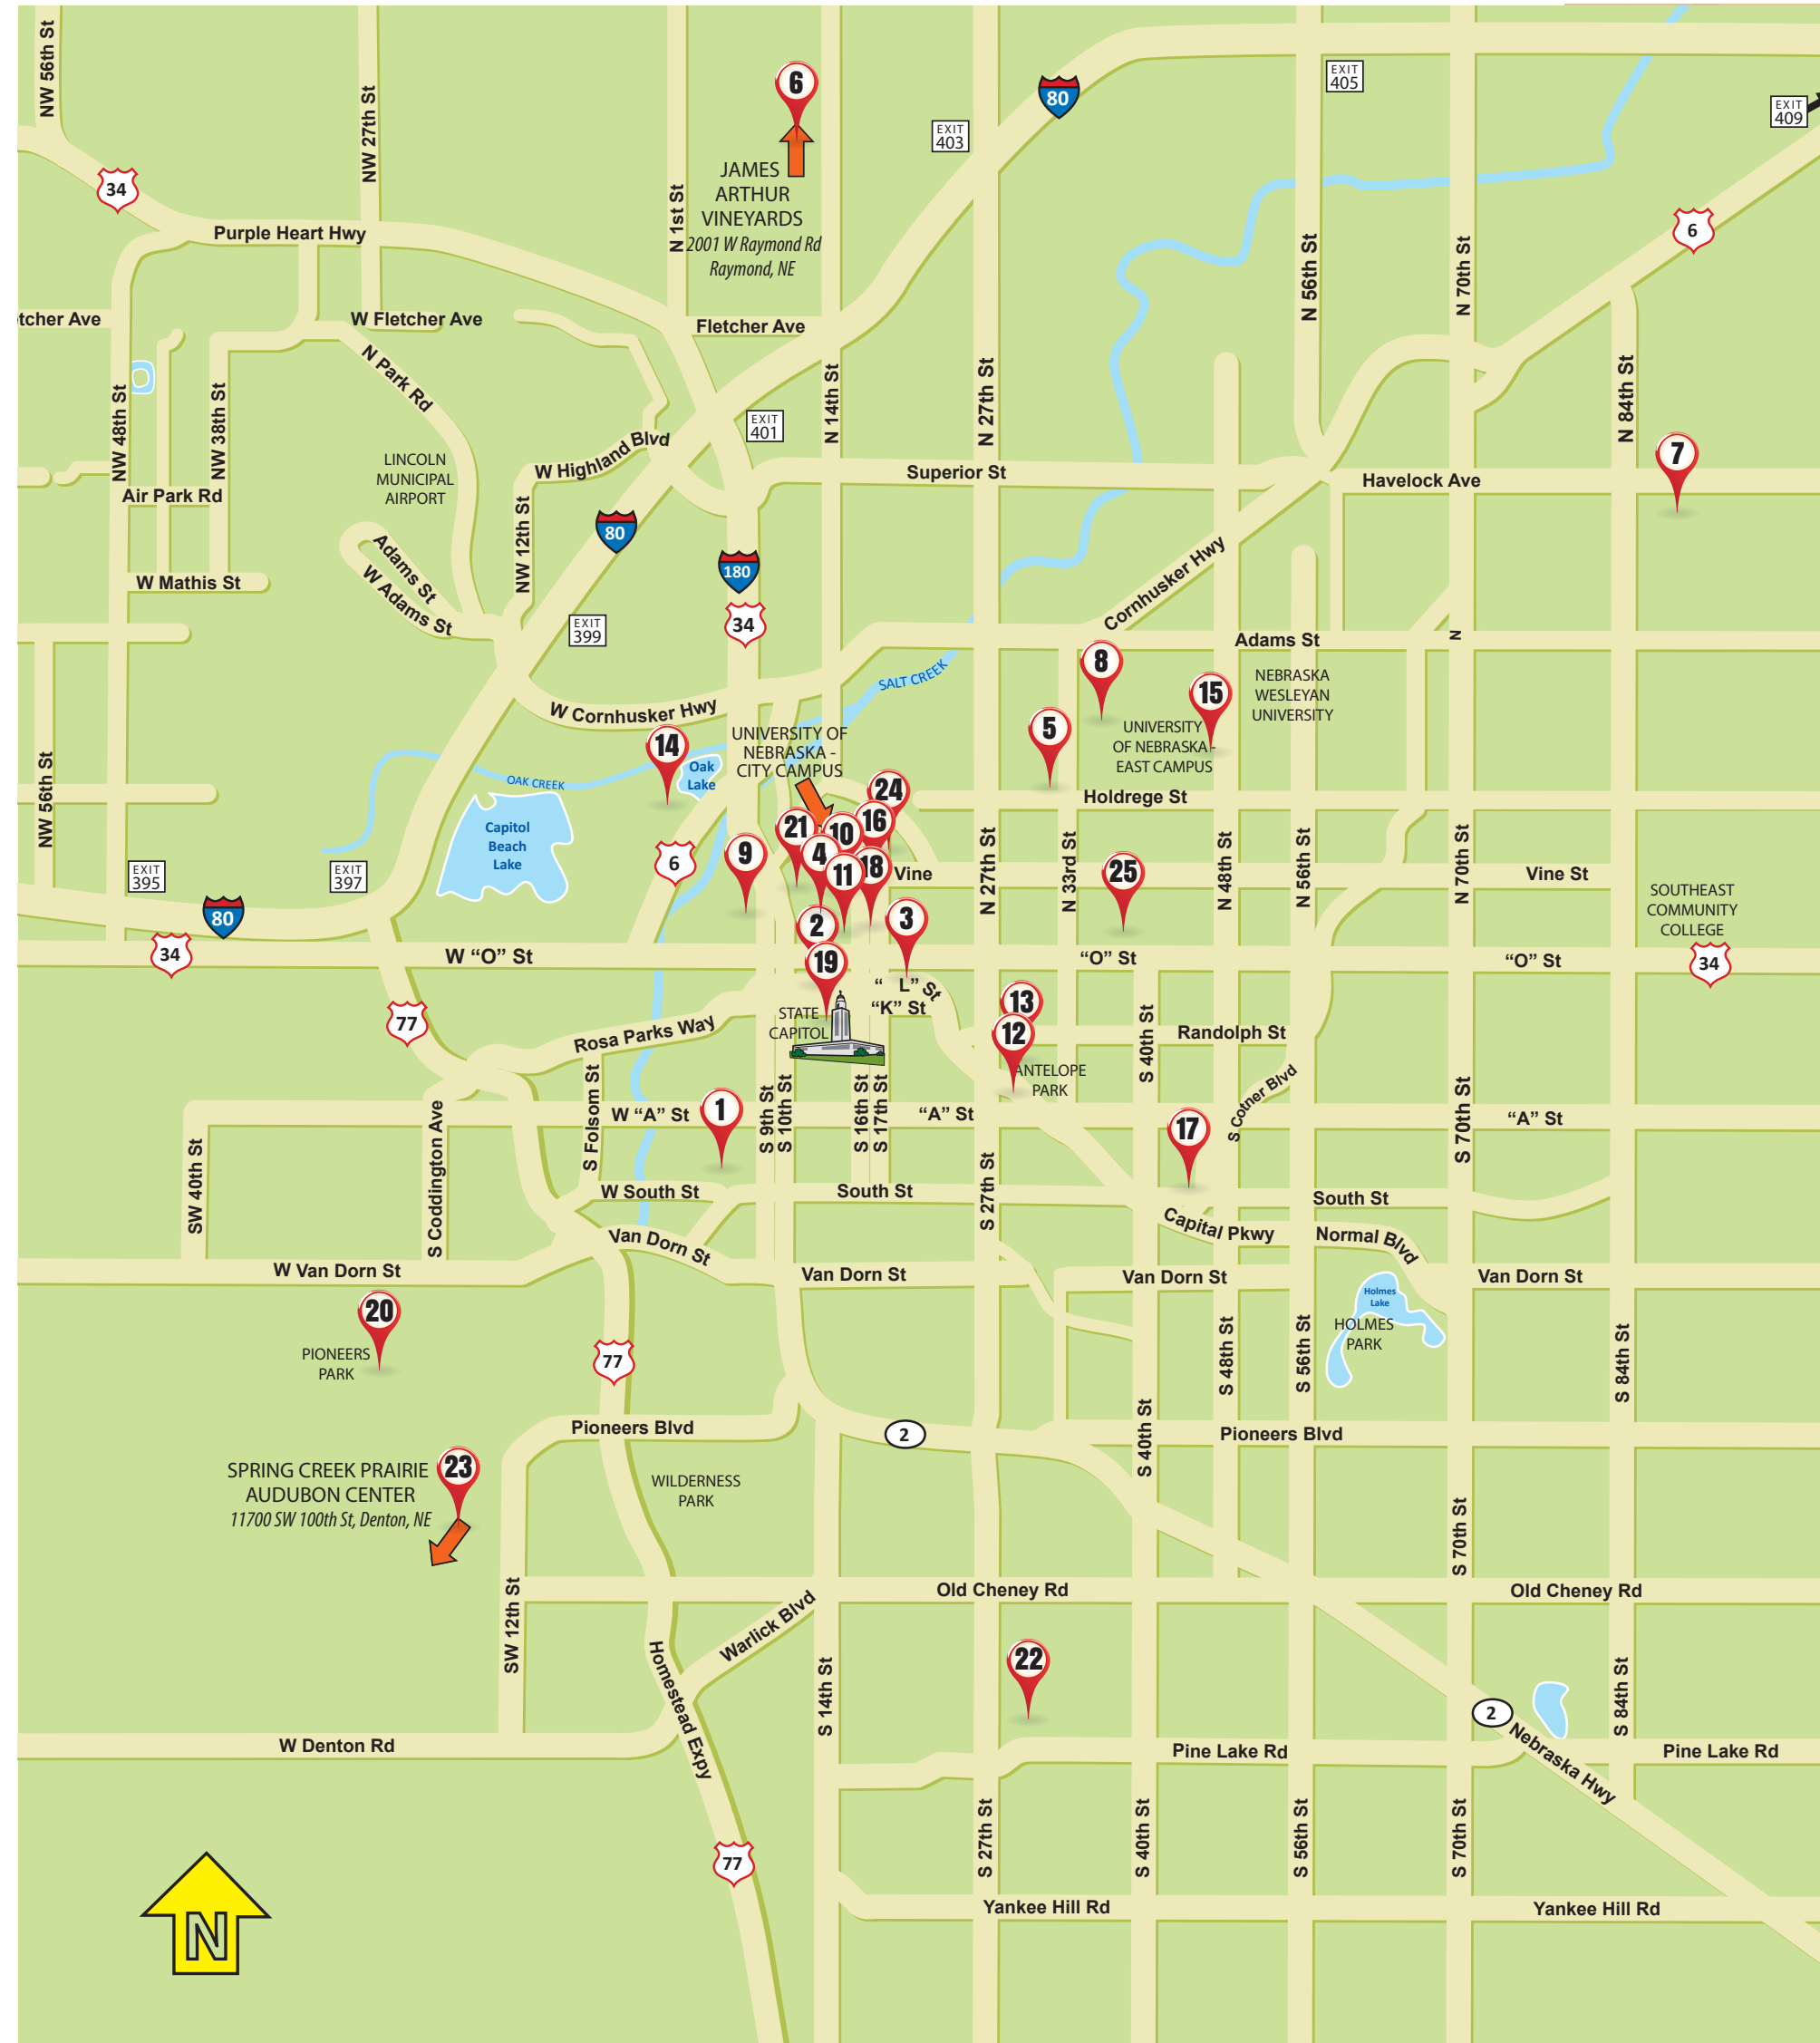 NW 56th St
NW 27th St
6
80
EXIT
405
EXIT
409
EXIT
403
34
JAMES
ARTHUR
VINEYARDS
2001 W Raymond Rd
Raymond, NE
N 1st St
Purple Heart Hwy
6
N 56th St
N 70th St
tcher Ave
W Fletcher Ave
Fletcher Ave
N Park Rd
NW 48th St
NW 38th St
N 14th St
N 27th St
N 84th St
EXIT
401
W Highland Blvd
7
LINCOLN
MUNICIPAL
AIRPORT
Superior St
Havelock Ave
Air Park Rd
NW 12th St
80
180
Adams St
W Adams St
W Mathis St
Cornhusker Hwy
EXIT
399
34
Adams St
N
8
15
NEBRASKA
WESLEYAN
UNIVERSITY
SALT CREEK
W Cornhusker Hwy
5
UNIVERSITY
OF NEBRASKA -
EAST CAMPUS
14
UNIVERSITY OF
NEBRASKA -
CITY CAMPUS
Oak
Lake
OAK CREEK
24
Holdrege St
NW 56th St
Capitol
Beach
Lake
21
10
16
9
4
11
18
6
Vine
N 27th St
N 33rd St
25
N 48th St
N 56th St
N 70th St
Vine St
EXIT
395
EXIT
397
80
SOUTHEAST
COMMUNITY
COLLEGE
2
3
34
W “O” St
19
“O” St
“O” St
34
“ L” St
“K” St
13
77
STATE
CAPITOL
12
Rosa Parks Way
S 40th St
Randolph St
ANTELOPE
PARK
S Cotner Blvd
S Folsom St
W “A” St
1
S 9th St
S 10th St
S 16th St
S 17th St
“A” St
17
S 70th St
“A” St
SW 40th St
S Coddington Ave
W South St
South St
S 27th St
South St
Capital Pkwy
Normal Blvd
Van Dorn St
W Van Dorn St
Van Dorn St
Van Dorn St
Van Dorn St
20
Holmes
Lake
HOLMES
PARK
PIONEERS
PARK
77
S 48th St
S 56th St
S 84th St
Pioneers Blvd
2
S 40th St
Pioneers Blvd
SPRING CREEK PRAIRIE
AUDUBON CENTER
11700 SW 100th St, Denton, NE
23
WILDERNESS
PARK
S 70th St
SW 12th St
Old Cheney Rd
Old Cheney Rd
Warlick Blvd
Homestead Expy
22
S 14th St
S 84th St
2
W Denton Rd
Pine Lake Rd
Nebraska Hwy
Pine Lake Rd
S 27th St
S 40th St
S 56th St
S 70th St
77
Yankee Hill Rd
Yankee Hill Rd
N